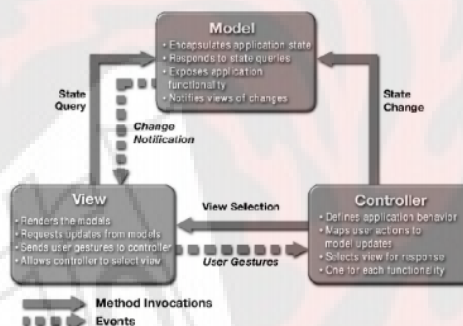 Model
• Encapsulates application state
• Responds to state queries
• Exposes application
functionality
• Notifies views of changes
State
Query
State
Change
Change
Notification
View
• Renders the models
• Requests updates from models
• Sends user gestures to controller
• Allows controller to select view
View Selection
User Gestures
Controller
• Defines application behavior
• Maps user actions to
model updates
• Selects view for response
• One for each functionality
Method Invocations
Events